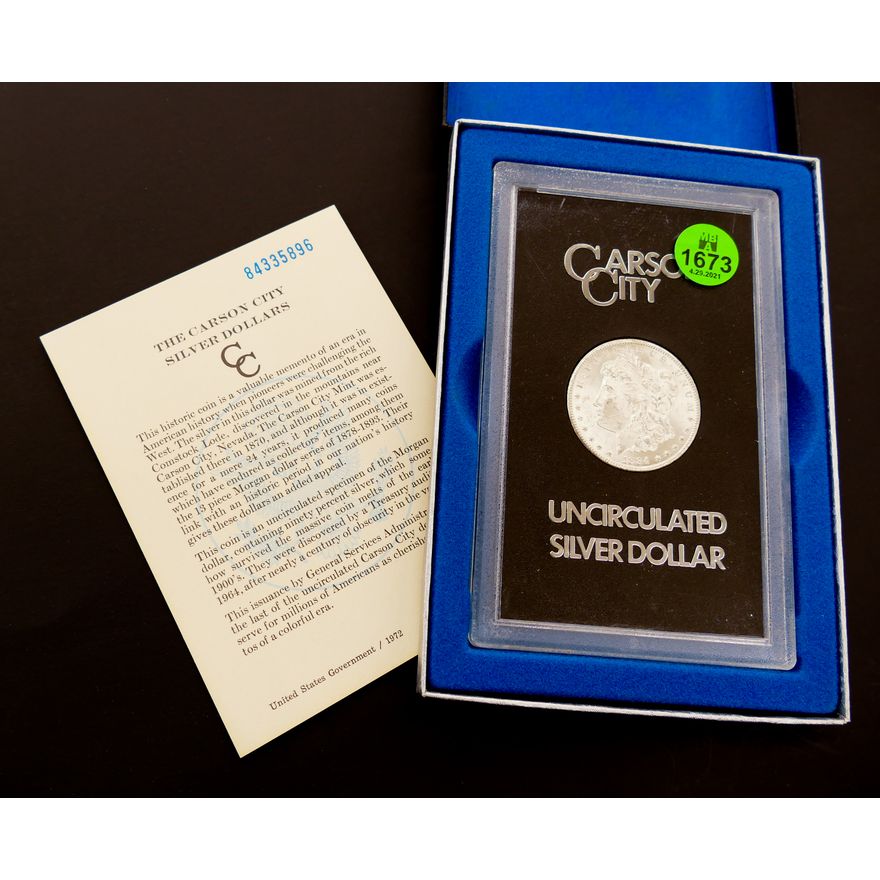 84335896
THE CARSON CITY
SILVER DOLLARS
CC
This historic coin is a valuable memento of an era in
American history when pioneers were challenging the
West. The silver in this dollar was mined from the rich
Comstock Lode, discovered in the mountains near
Carson City, Nevada. The Carson City Mint was es-
tablished there in 1870, and although it was in exist-
ence for a mere 24 years, it produced many coins
which have endured as collectors' items, among them
the 13 piece Morgan dollar series of 1878-1893. Their
link with an historic period in our nation's history
gives these dollars an added appeal.
This coin is an uncirculated specimen of the Morgan
dollar, containing ninety percent silver, which some
how survived the massive coin melts of the
1900's. They were discovered by a Treasury
1964, after nearly a century of obscurity in the
This issuance by General Services
the last of the uncirculated Carson City
serve for millions of Americans as
tos of a colorful era.
United States Government / 1972
CARSO
CITY
MB
A
1673
4.29.2021
UNCIRCULATED
SILVER DOLLAR